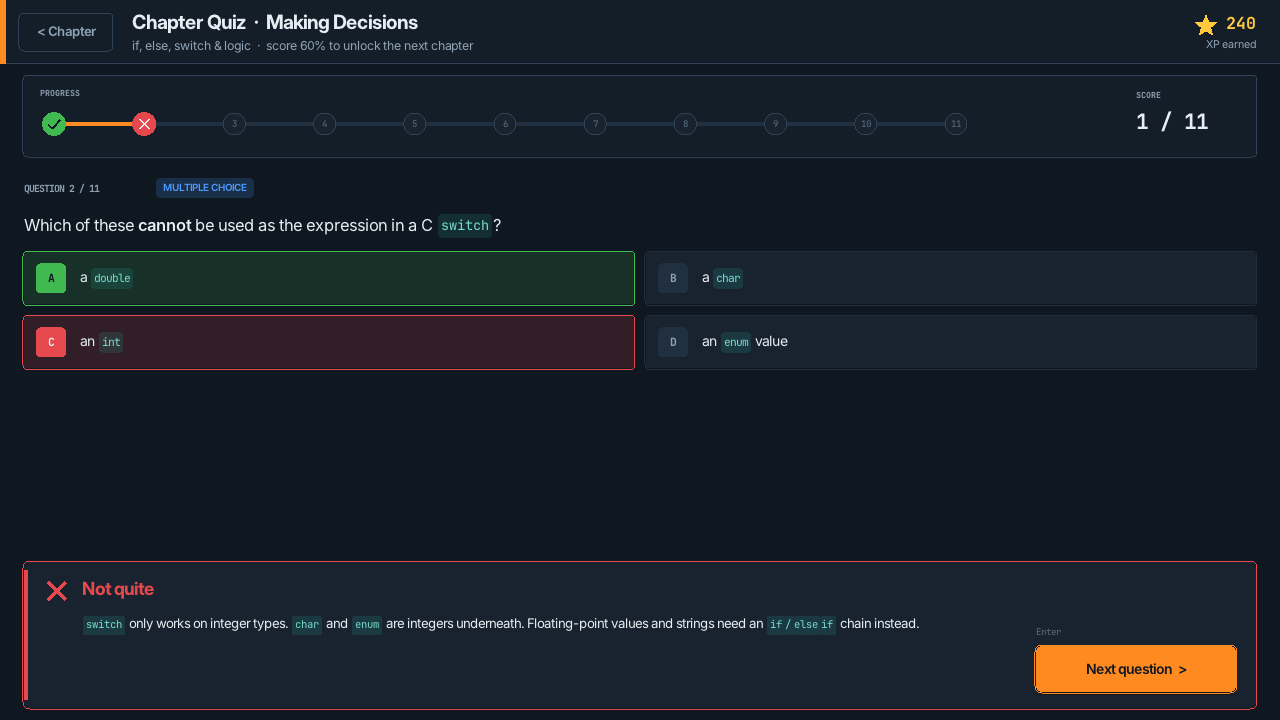 < Chapter
Chapter Quiz · Making Decisions
if, else, switch & logic · score 60% to unlock the next chapter
240
XP earned
PROGRESS
3 4 5 6 7 8 9 10 11
SCORE
1 / 11
QUESTION 2 / 11
MULTIPLE CHOICE
Which of these cannot be used as the expression in a C switch?
A a double
B a char
C an int
D an enum value
Not quite
switch only works on integer types. char and enum are integers underneath. Floating-point values and strings need an if / else if chain instead.
Enter
Next question >